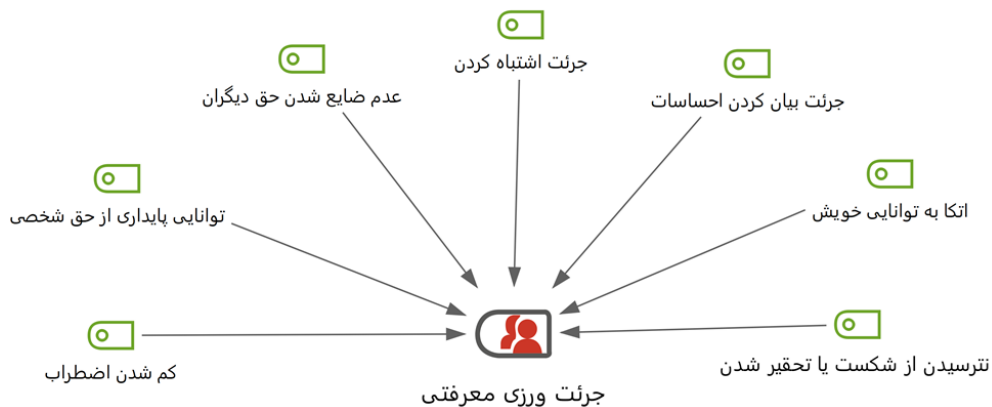 جرئت اشتباه کردن
عدم ضایع شدن حق دیگران
جرئت بیان کردن احساسات
توانایی پایداری از حق شخصی
اتکا به توانایی خویش
کم شدن اضطراب
نترسیدن از شکست یا تحقیر شدن
جرئت ورزی معرفتی